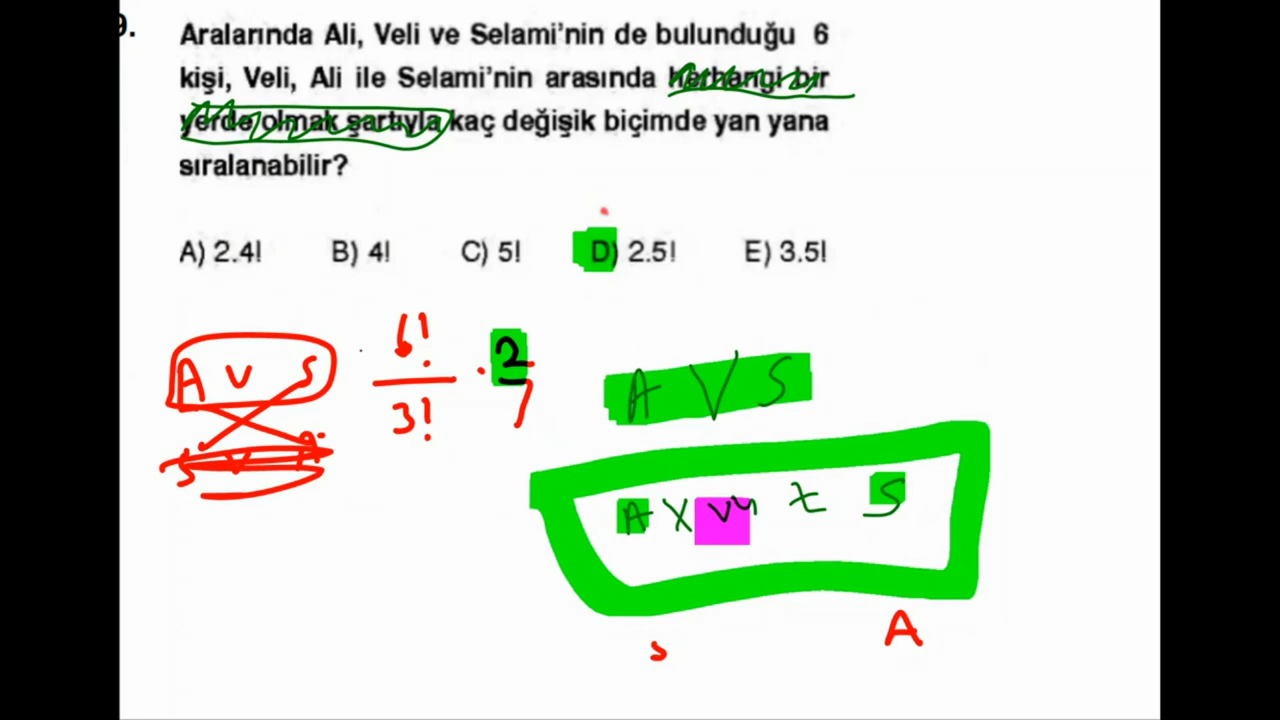 9.
Aralarında Ali, Veli ve Selami'nin de bulunduğu 6
kişi, Veli, Ali ile Selami'nin arasında herhangi bir
yerde olmak şartıyla kaç değişik biçimde yan yana
sıralanabilir?
A) 2.4! B) 4! C) 5! D) 2.5! E) 3.5!
A V S
S V A
6!
3!
. 2
A V S
A X V y z S
S A